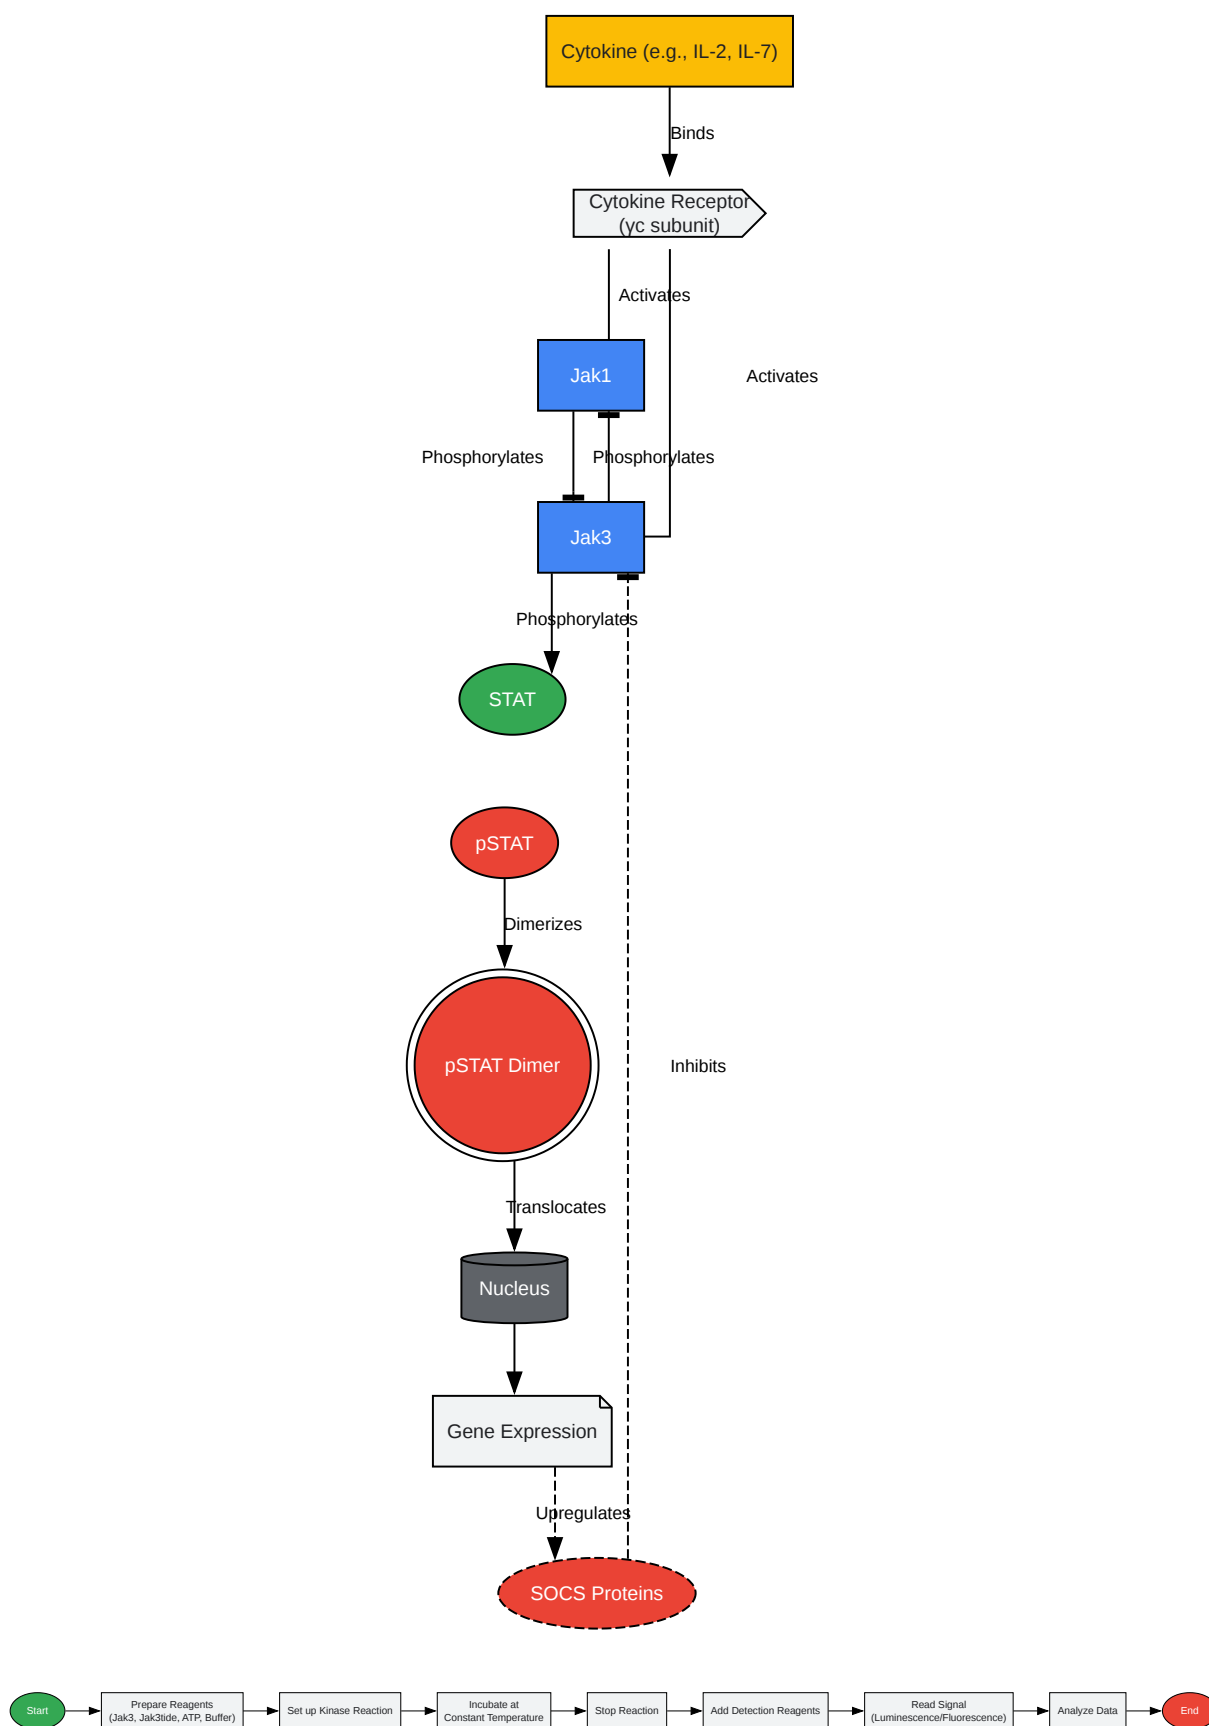 Cytokine (e.g., IL-2, IL-7)
Binds
Cytokine Receptor
(yc subunit)
Activates
Jak1
Activates
Phosphorylates
Phosphorylates
Jak3
Phosphorylates
STAT
pSTAT
Dimerizes
pSTAT Dimer
Inhibits
Translocates
Nucleus
Gene Expression
Upregulates
SOCS Proteins
Start
Prepare Reagents
(Jak3, Jak3tide, ATP, Buffer)
Set up Kinase Reaction
Incubate at
Constant Temperature
Stop Reaction
Add Detection Reagents
Read Signal
(Luminescence/Fluorescence)
Analyze Data
End